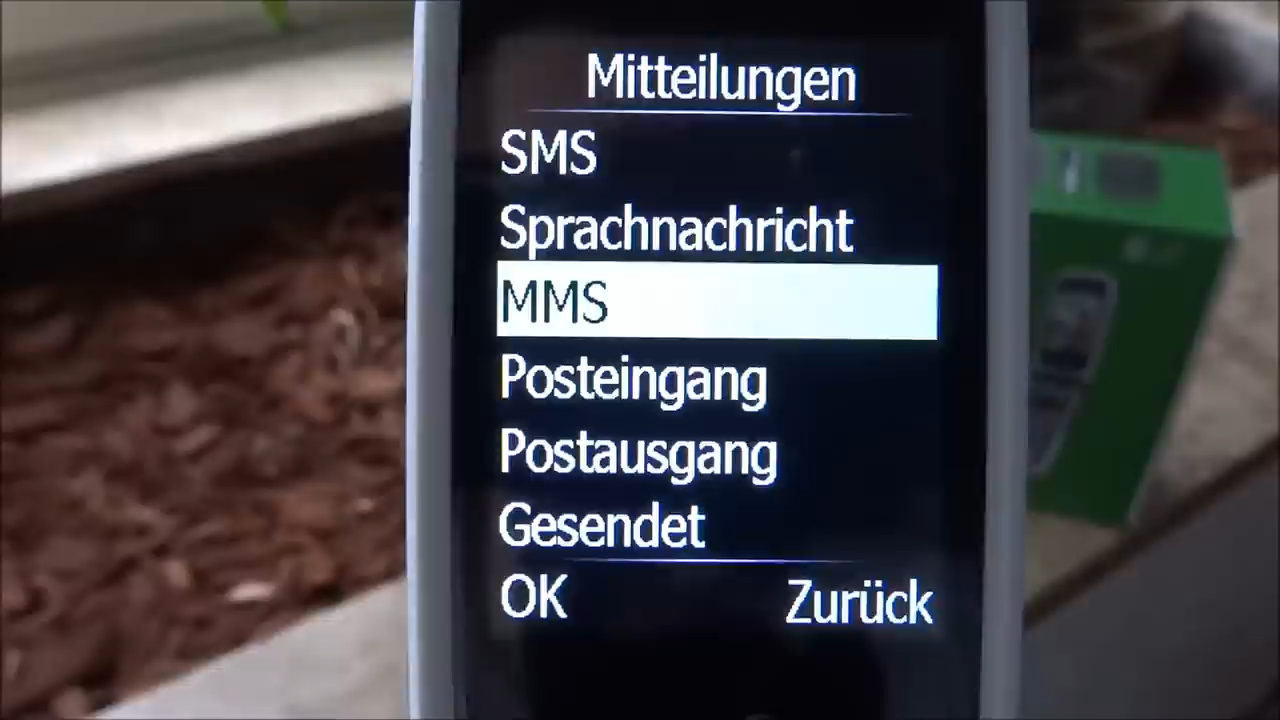 Mitteilungen
SMS
Sprachnachricht
MMS
Posteingang
Postausgang
Gesendet
OK Zurück